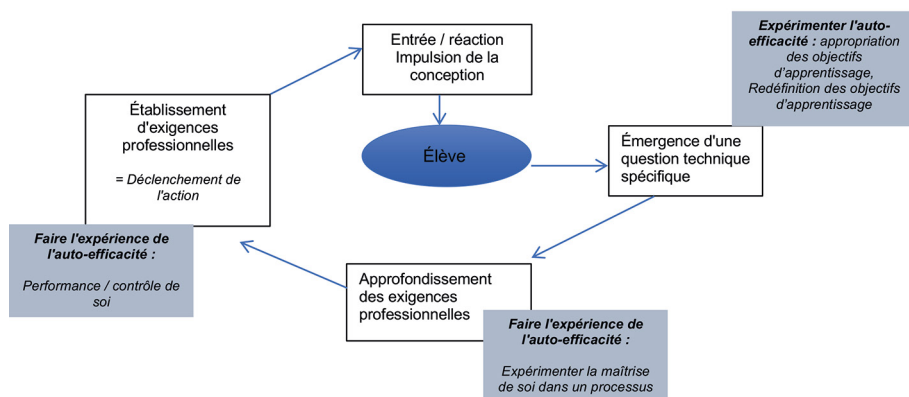 Entrée / réaction
Impulsion de la
conception
Expérimenter l'auto-
efficacité : appropriation
des objectifs
d'apprentissage,
Redéfinition des objectifs
d'apprentissage
Établissement
d'exigences
professionnelles
= Déclenchement de
l'action
Élève
Émergence d'une
question technique
spécifique
Faire l'expérience de
l'auto-efficacité :
Performance / contrôle de
soi
Approfondissement
des exigences
professionnelles
Faire l'expérience de
l'auto-efficacité :
Expérimenter la maîtrise
de soi dans un processus